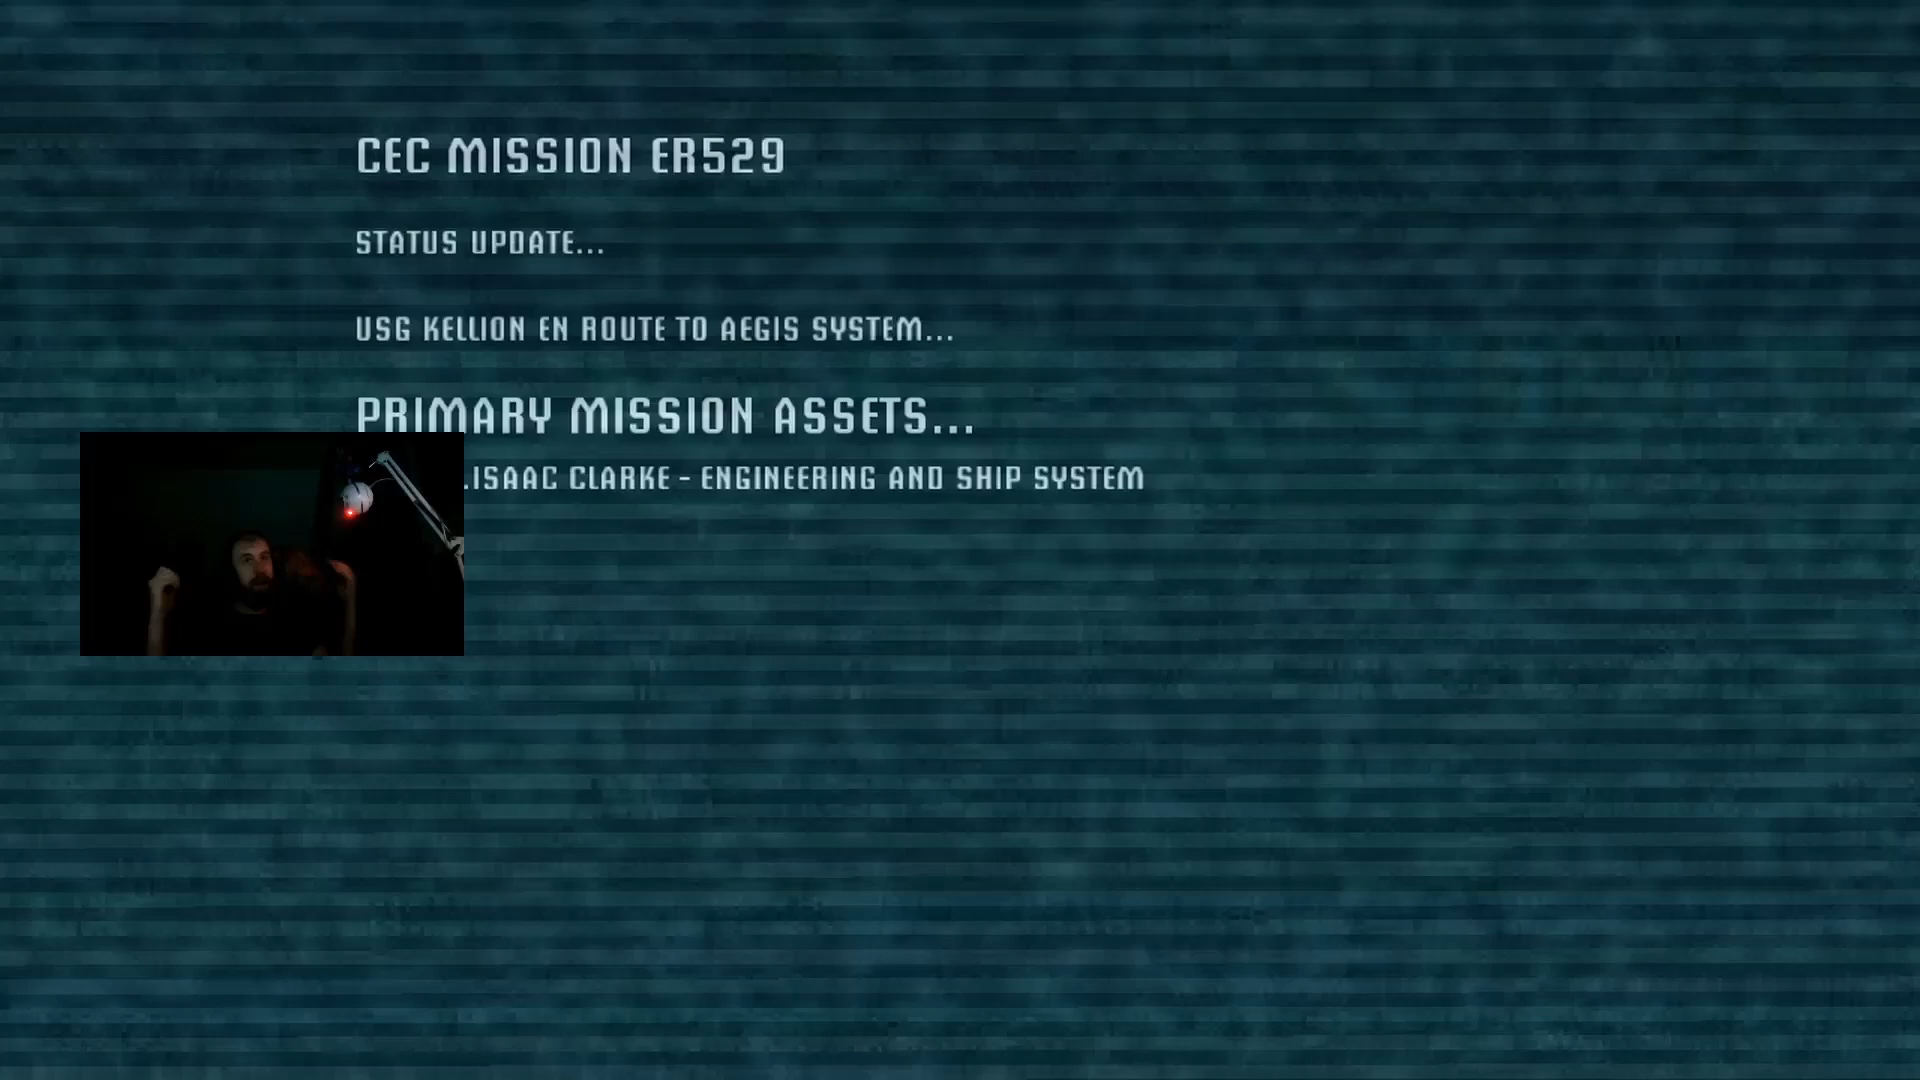 CEC MISSION ER529
STATUS UPDATE...
USG KELLION EN ROUTE TO AEGIS SYSTEM...
PRIMARY MISSION ASSETS...
.ISAAC CLARKE - ENGINEERING AND SHIP SYSTEM